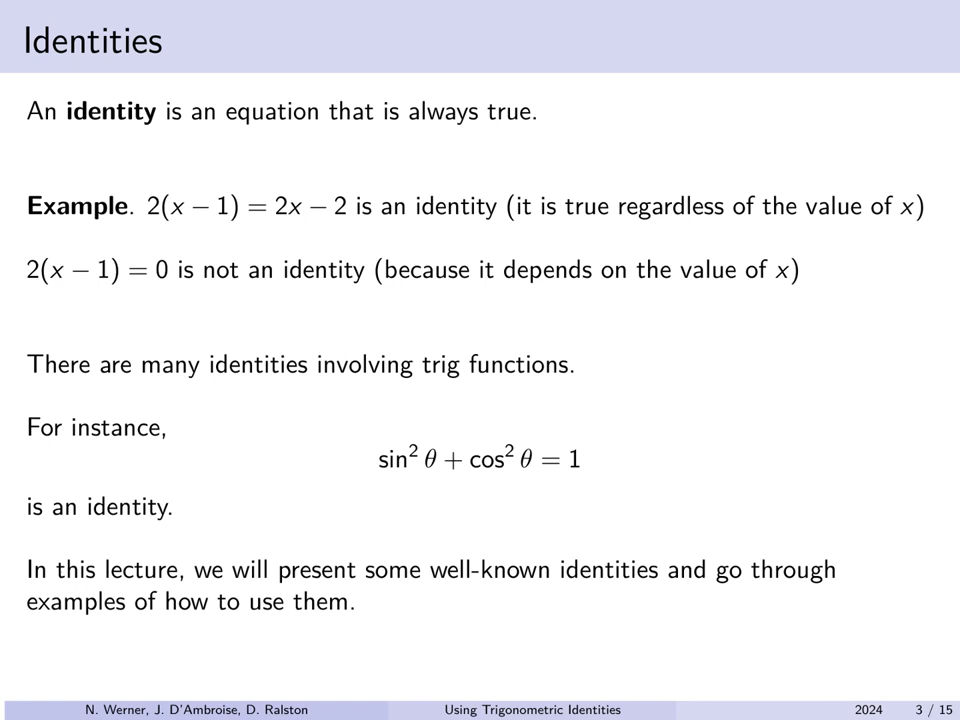 Identities
An identity is an equation that is always true.
Example. 2(x − 1) = 2x − 2 is an identity (it is true regardless of the value of x)
2(x − 1) = 0 is not an identity (because it depends on the value of x)
There are many identities involving trig functions.
For instance,
sin² θ + cos² θ = 1
is an identity.
In this lecture, we will present some well-known identities and go through
examples of how to use them.
N. Werner, J. D'Ambroise, D. Ralston Using Trigonometric Identities 2024 3 / 15